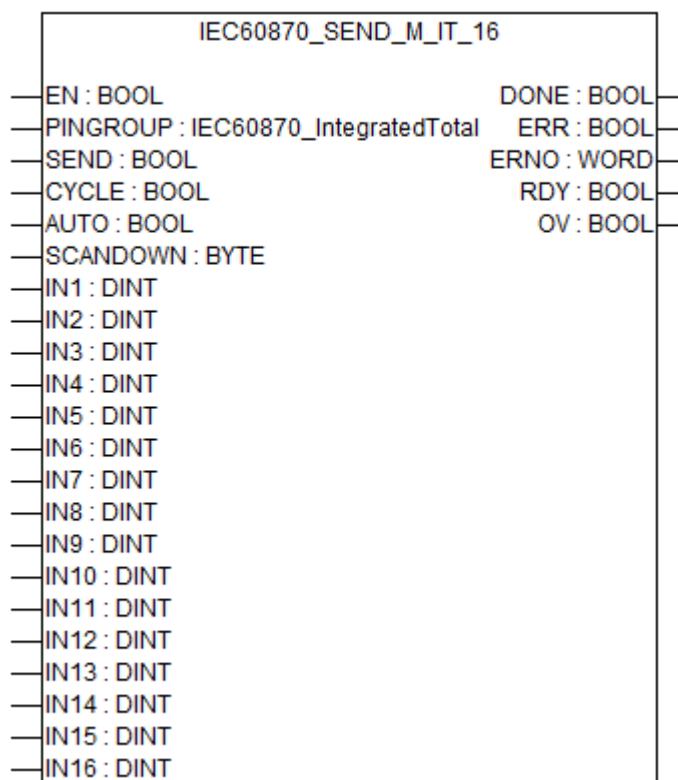 IEC60870_SEND_M_IT_16
EN : BOOL DONE : BOOL
PINGROUP : IEC60870_IntegratedTotal ERR : BOOL
SEND : BOOL ERNO : WORD
CYCLE : BOOL RDY : BOOL
AUTO : BOOL OV : BOOL
SCANDOWN : BYTE
IN1 : DINT
IN2 : DINT
IN3 : DINT
IN4 : DINT
IN5 : DINT
IN6 : DINT
IN7 : DINT
IN8 : DINT
IN9 : DINT
IN10 : DINT
IN11 : DINT
IN12 : DINT
IN13 : DINT
IN14 : DINT
IN15 : DINT
IN16 : DINT